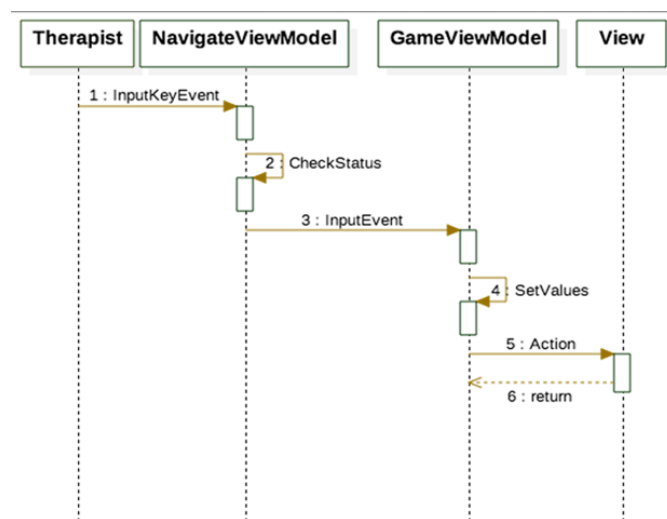 Therapist NavigateViewModel GameViewModel View
1 : InputKeyEvent
2 : CheckStatus
3 : InputEvent
4 : SetValues
5 : Action
6 : return